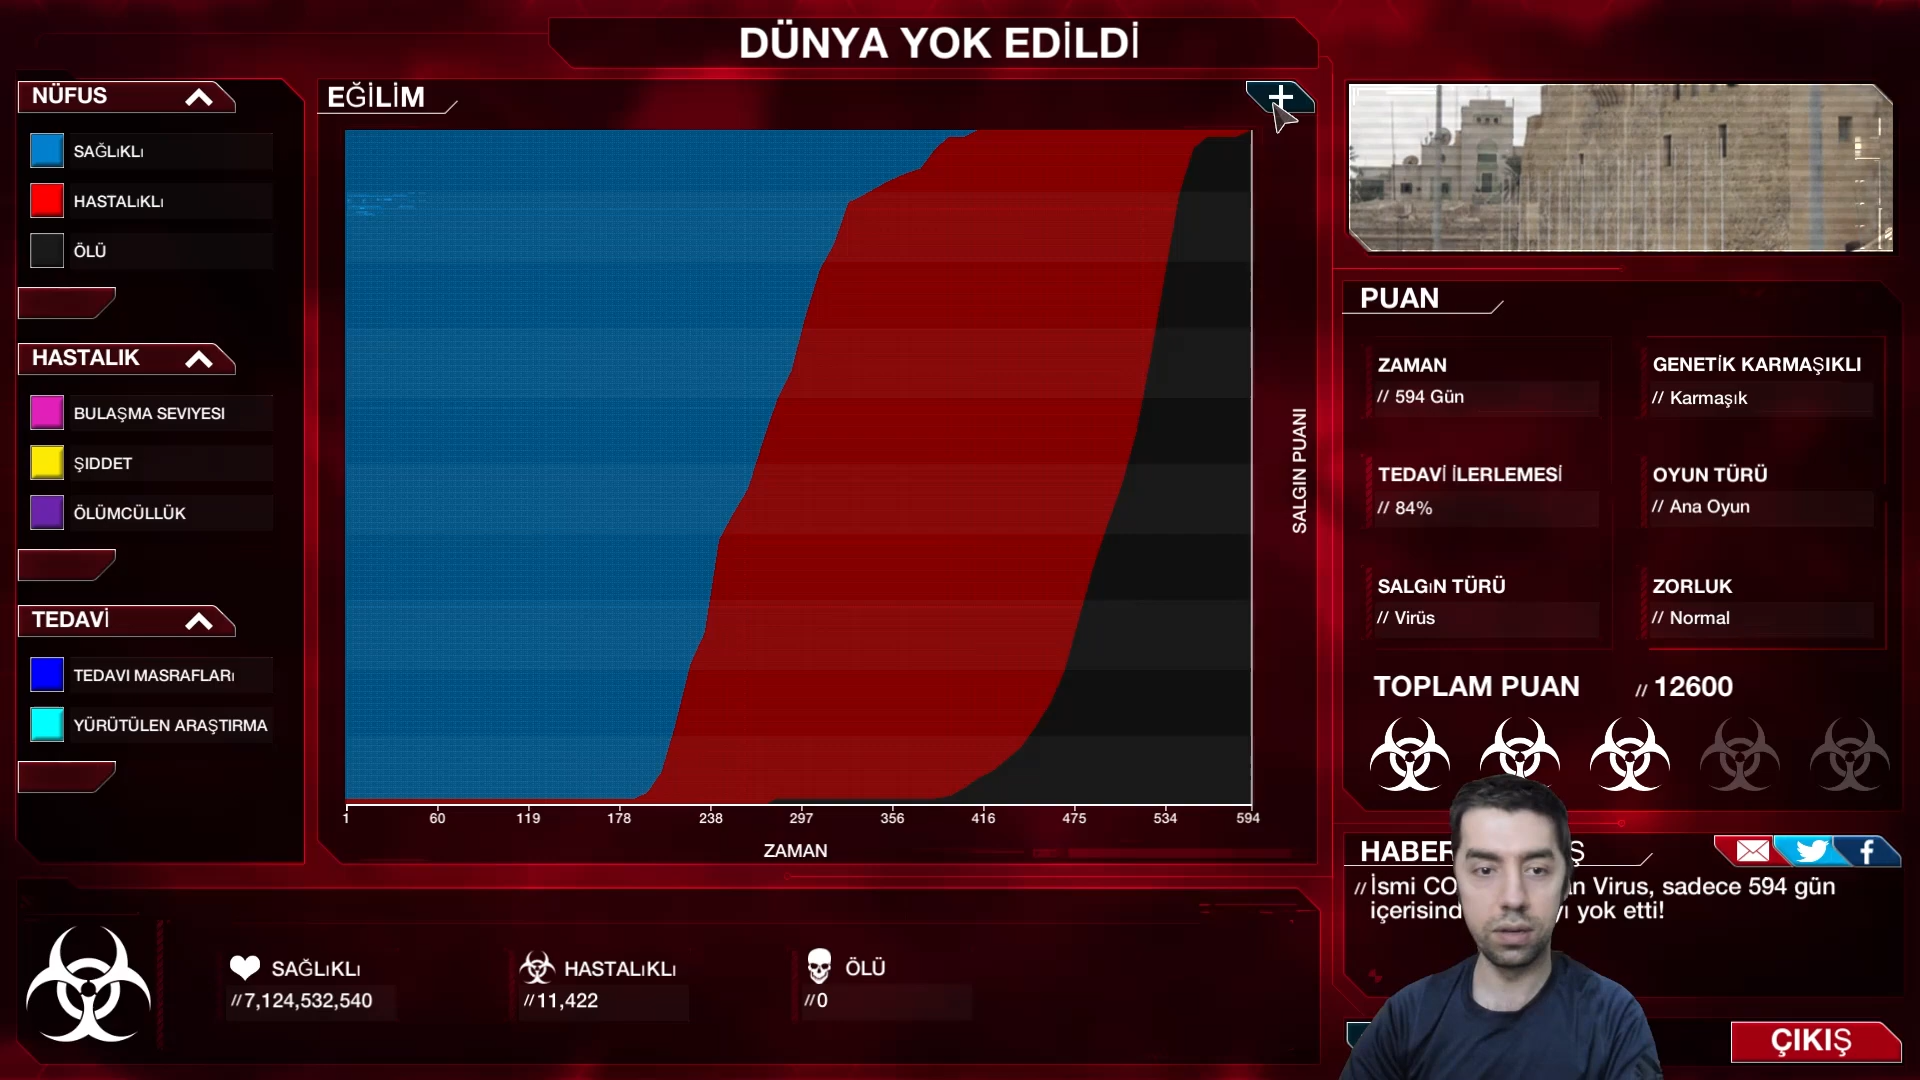 DÜNYA YOK EDİLDİ
NÜFUS
SAĞLıKLı
HASTALıKLı
ÖLÜ
HASTALIK
BULAŞMA SEVIYESI
ŞIDDET
ÖLÜMCÜLLÜK
TEDAVİ
TEDAVI MASRAFLARı
YÜRÜTÜLEN ARAŞTIRMA
EĞİLİM
SALGIN PUANI
1 60 119 178 238 297 356 416 475 534 594
ZAMAN
SAĞLıKLı
//7,124,532,540
HASTALıKLı
//11,422
ÖLÜ
//0
PUAN
ZAMAN
// 594 Gün
GENETİK KARMAŞIKLI
// Karmaşık
TEDAVİ İLERLEMESİ
// 84%
OYUN TÜRÜ
// Ana Oyun
SALGıN TÜRÜ
// Virüs
ZORLUK
// Normal
TOPLAM PUAN // 12600
HABER
// İsmi Virus, sadece 594 gün
yok etti!
ÇIKIŞ